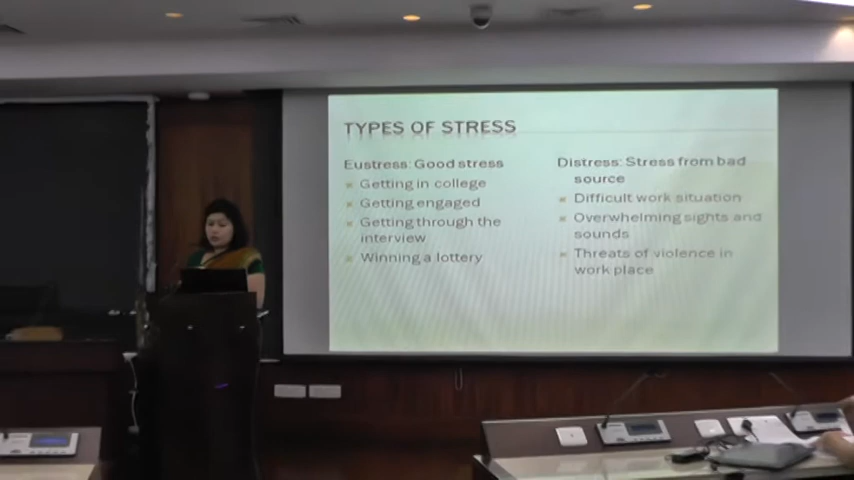 TYPES OF STRESS
Eustress: Good stress
Getting in college
Getting engaged
Getting through the
interview
Winning a lottery
Distress: Stress from bad
source
Difficult work situation
Overwhelming sights and
sounds
Threats of violence in
work place